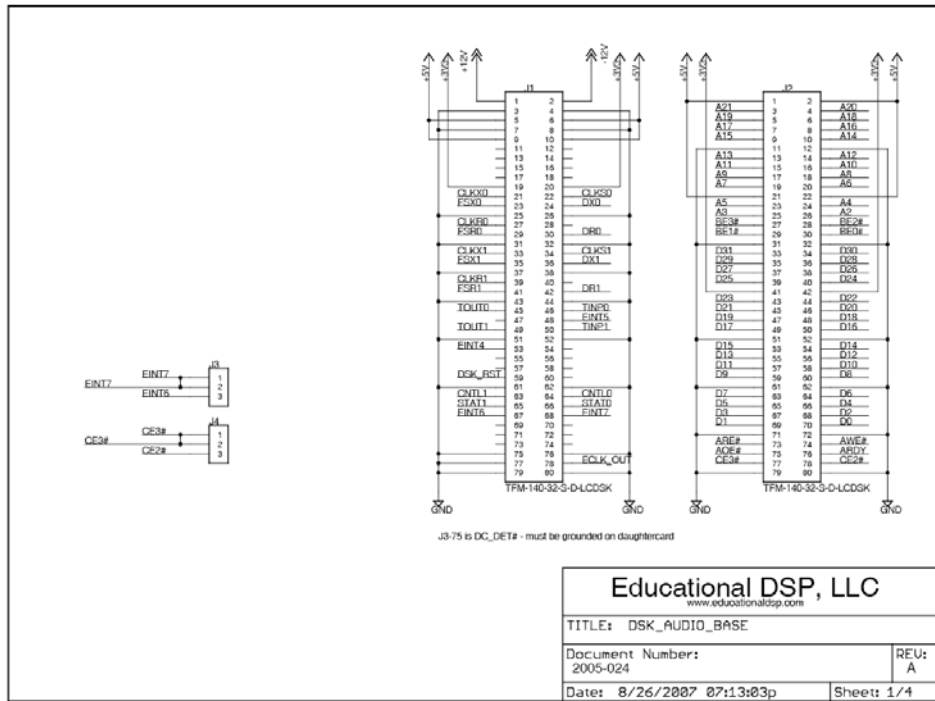 +5V +3V3 +12V -12V +3V3 +5V +5V +3V3 +3V3 +5V
J1
1 2
3 4
5 6
7 8
9 10
11 12
13 14
15 16
17 18
19 20
CLKX0 21 22 CLKS0
FSX0 23 24 DX0
25 26
CLKR0 27 28
FSR0 29 30 DR0
31 32
CLKX1 33 34 CLKS1
FSX1 35 36 DX1
37 38
CLKR1 39 40
FSR1 41 42 DR1
43 44
TOUT0 45 46 TINP0
47 48 EINT5
TOUT1 49 50 TINP1
51 52
EINT4 53 54
55 56
57 58
DSK_RST 59 60
61 62
CNTL1 63 64 CNTL0
STAT1 65 66 STAT0
EINT6 67 68 EINT7
69 70
71 72
73 74
75 76
77 78 ECLK_OUT
79 80
TFM-140-32-S-D-LCDSK
GND GND
J2
1 2
A21 3 4 A20
A19 5 6 A18
A17 7 8 A16
A15 9 10 A14
11 12
A13 13 14 A12
A11 15 16 A10
A9 17 18 A8
A7 19 20 A6
21 22
A5 23 24 A4
A3 25 26 A2
BE3# 27 28 BE2#
BE1# 29 30 BE0#
31 32
D31 33 34 D30
D29 35 36 D28
D27 37 38 D26
D25 39 40 D24
41 42
D23 43 44 D22
D21 45 46 D20
D19 47 48 D18
D17 49 50 D16
51 52
D15 53 54 D14
D13 55 56 D12
D11 57 58 D10
D9 59 60 D8
61 62
D7 63 64 D6
D5 65 66 D4
D3 67 68 D2
D1 69 70 D0
71 72
ARE# 73 74 AWE#
AOE# 75 76 ARDY
CE3# 77 78 CE2#
79 80
TFM-140-32-S-D-LCDSK
GND GND
J3
EINT7 1
EINT7 2
EINT6 3
J4
CE3# 1
CE3# 2
CE2# 3
J3-75 is DC_DET# - must be grounded on daughtercard
Educational DSP, LLC
www.educationaldsp.com
TITLE: DSK_AUDIO_BASE
Document Number:
2005-024
REV:
A
Date: 8/26/2007 07:13:03p
Sheet: 1/4